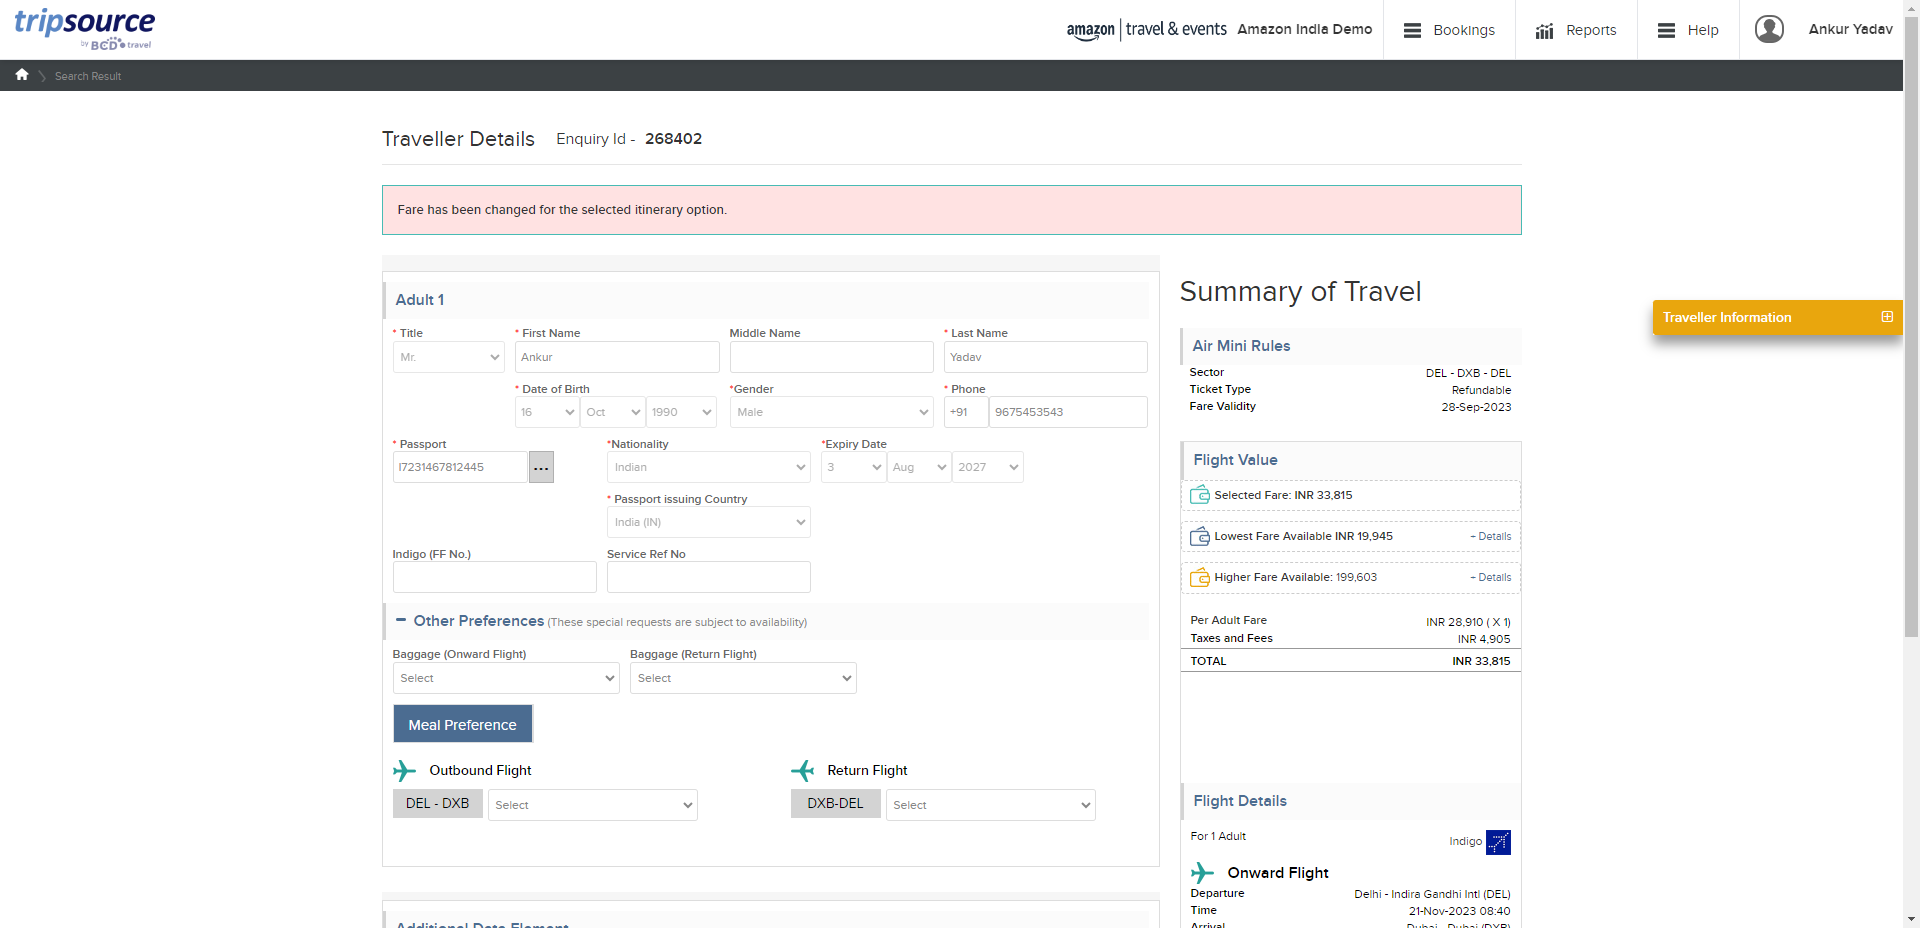 tripsource
by BCD travel
amazon travel & events
Amazon India Demo
Bookings
Reports
Help
Ankur Yadav
Search Result
Traveller Details Enquiry Id - 268402
Fare has been changed for the selected itinerary option.
Adult 1
* Title
* First Name
Middle Name
* Last Name
Mr.
Ankur
Yadav
* Date of Birth
*Gender
* Phone
16
Oct
1990
Male
+91
9675453543
* Passport
*Nationality
*Expiry Date
I7231467812445
...
Indian
3
Aug
2027
* Passport issuing Country
India (IN)
Indigo (FF No.)
Service Ref No
Other Preferences (These special requests are subject to availability)
Baggage (Onward Flight)
Baggage (Return Flight)
Select
Select
Meal Preference
Outbound Flight
Return Flight
DEL - DXB
Select
DXB-DEL
Select
Additional Data Element
Summary of Travel
Air Mini Rules
Sector DEL - DXB - DEL
Ticket Type Refundable
Fare Validity 28-Sep-2023
Flight Value
Selected Fare: INR 33,815
Lowest Fare Available INR 19,945 + Details
Higher Fare Available: 199,603 + Details
Per Adult Fare INR 28,910 ( X 1)
Taxes and Fees INR 4,905
TOTAL INR 33,815
Flight Details
For 1 Adult Indigo
Onward Flight
Departure Delhi - Indira Gandhi Intl (DEL)
Time 21-Nov-2023 08:40
Arrival Dubai - Dubai (DXB)
Traveller Information